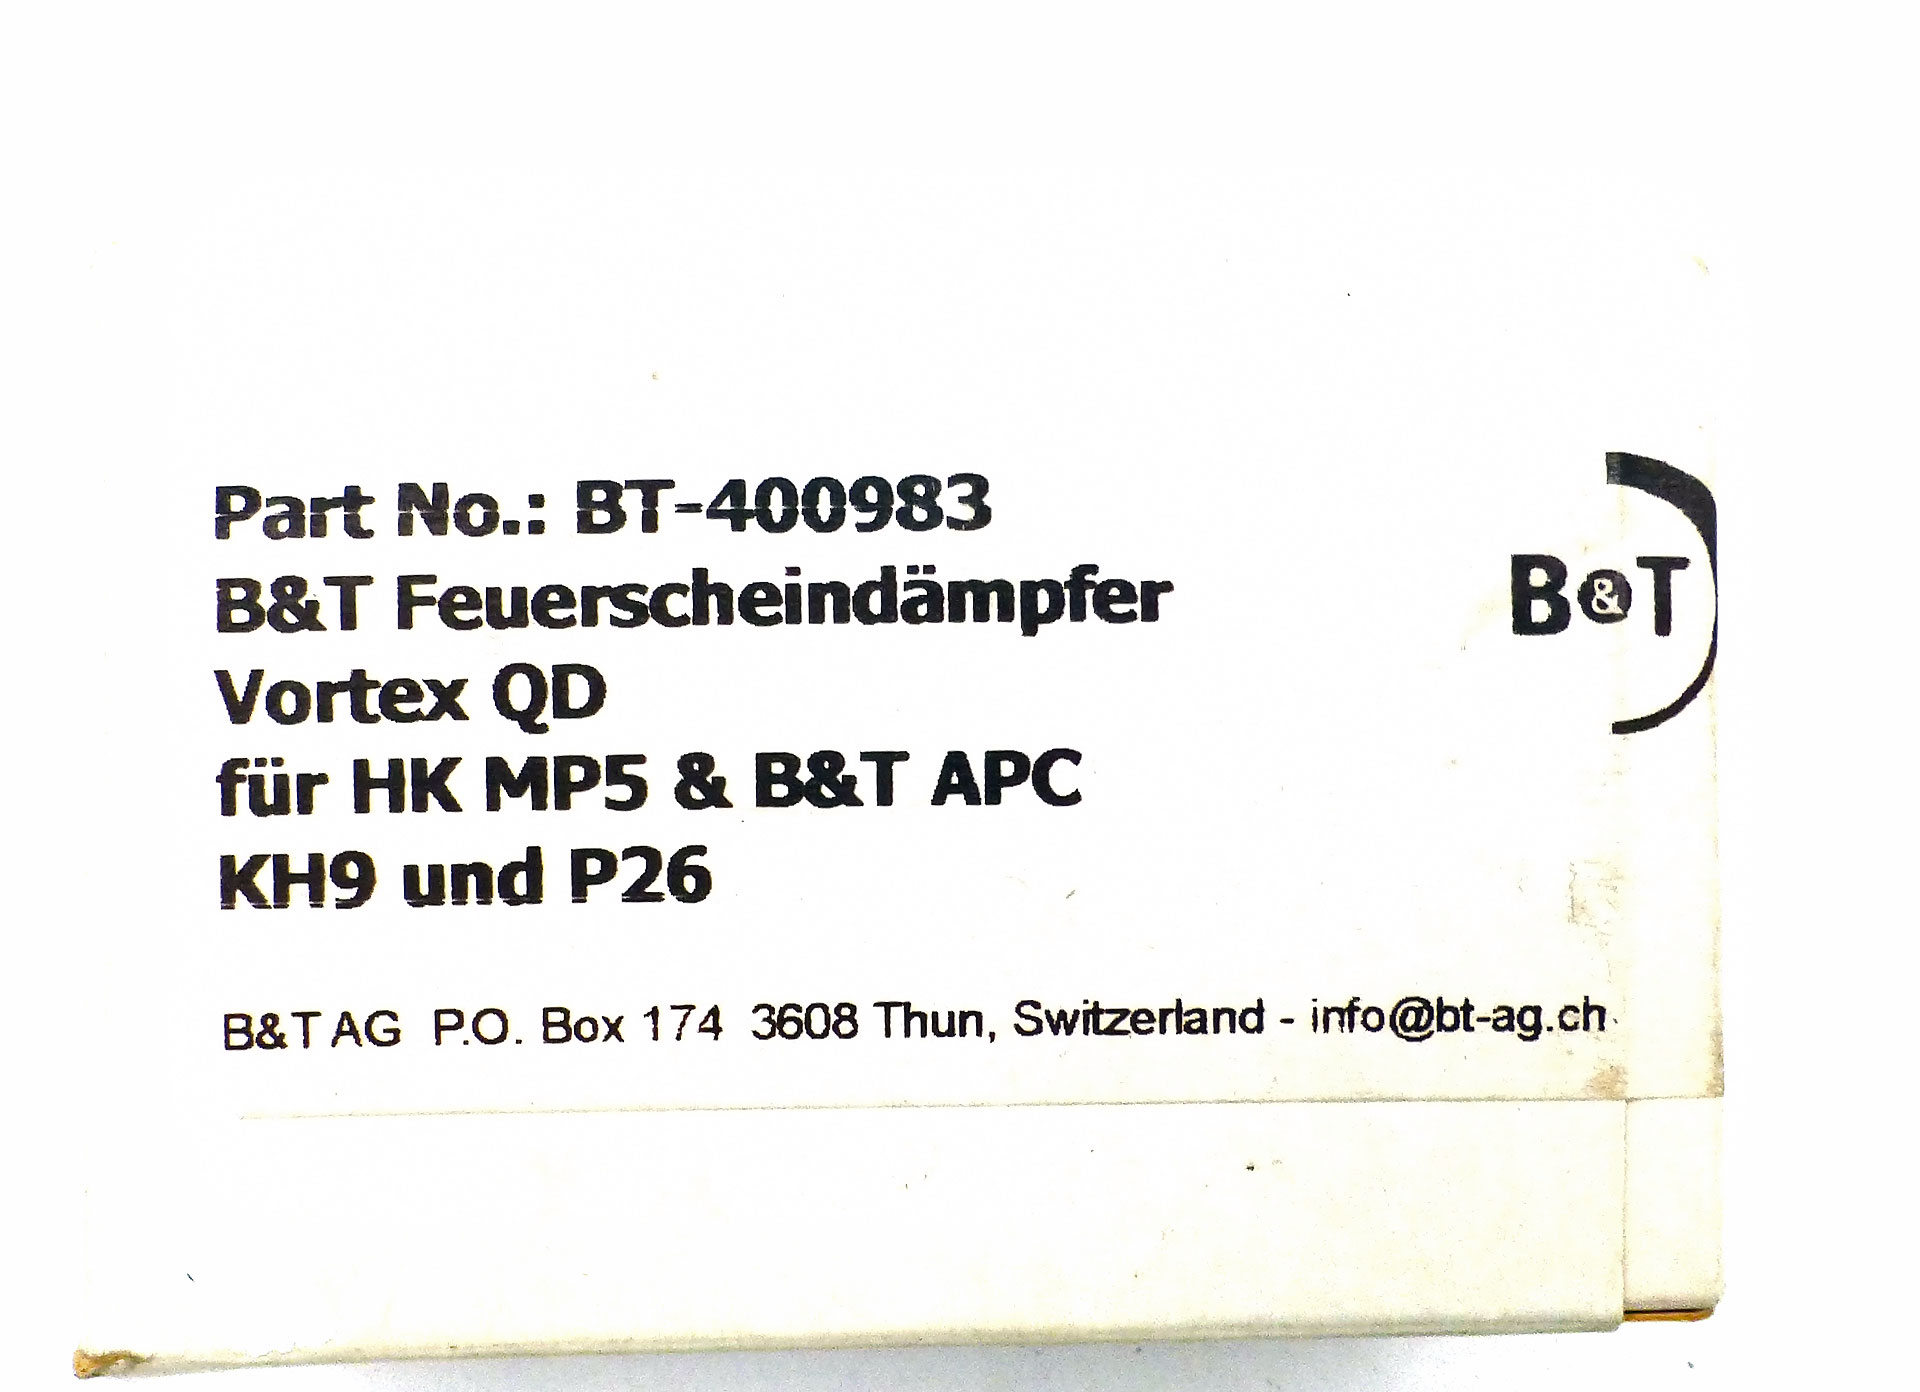 Part No.: BT-400983
B&T Feuerscheindämpfer
Vortex QD
für HK MP5 & B&T APC
KH9 und P26
B&T
B&T AG P.O. Box 174 3608 Thun, Switzerland - info@bt-ag.ch